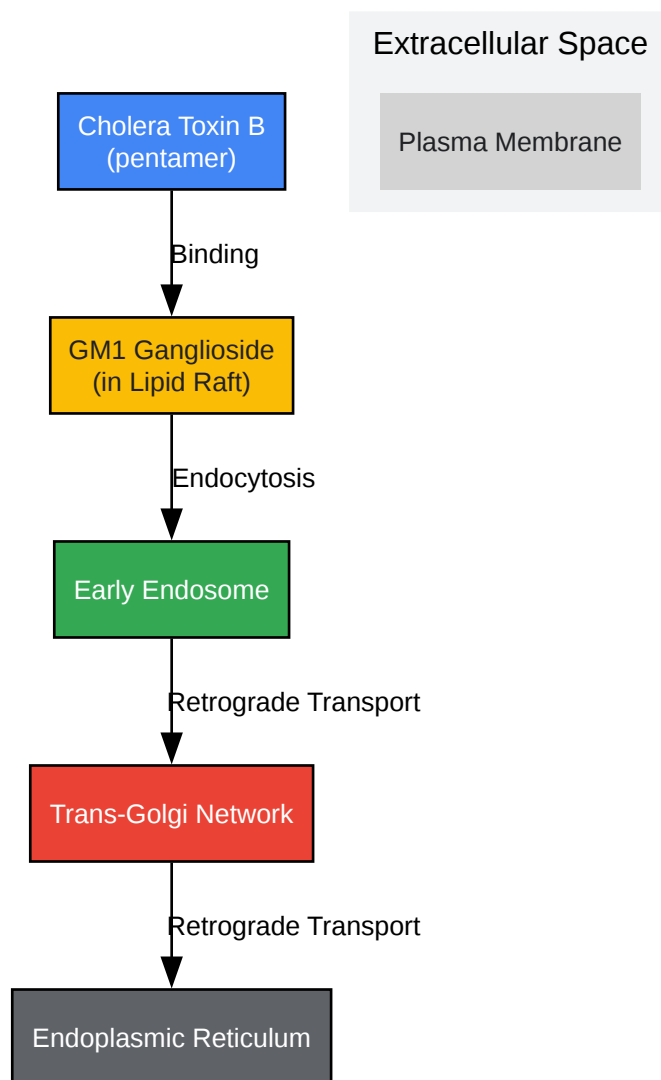 Extracellular Space
Plasma Membrane
Cholera Toxin B
(pentamer)
Binding
GM1 Ganglioside
(in Lipid Raft)
Endocytosis
Early Endosome
Retrograde Transport
Trans-Golgi Network
Retrograde Transport
Endoplasmic Reticulum